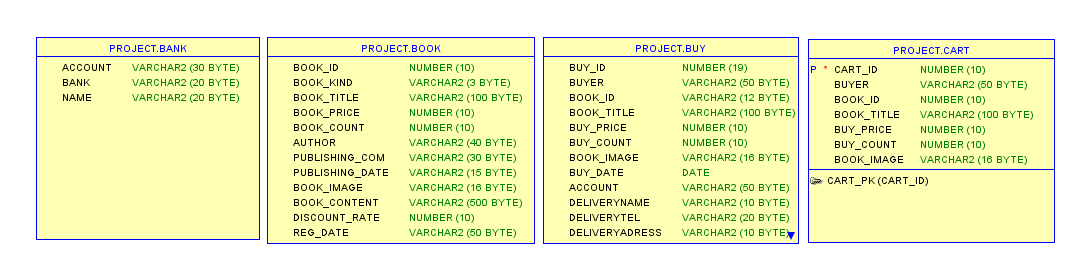 PROJECT.BANK
ACCOUNT VARCHAR2 (30 BYTE)
BANK VARCHAR2 (20 BYTE)
NAME VARCHAR2 (20 BYTE)
PROJECT.BOOK
BOOK_ID NUMBER (10)
BOOK_KIND VARCHAR2 (3 BYTE)
BOOK_TITLE VARCHAR2 (100 BYTE)
BOOK_PRICE NUMBER (10)
BOOK_COUNT NUMBER (10)
AUTHOR VARCHAR2 (40 BYTE)
PUBLISHING_COM VARCHAR2 (30 BYTE)
PUBLISHING_DATE VARCHAR2 (15 BYTE)
BOOK_IMAGE VARCHAR2 (16 BYTE)
BOOK_CONTENT VARCHAR2 (500 BYTE)
DISCOUNT_RATE NUMBER (10)
REG_DATE VARCHAR2 (50 BYTE)
PROJECT.BUY
BUY_ID NUMBER (19)
BUYER VARCHAR2 (50 BYTE)
BOOK_ID VARCHAR2 (12 BYTE)
BOOK_TITLE VARCHAR2 (100 BYTE)
BUY_PRICE NUMBER (10)
BUY_COUNT NUMBER (10)
BOOK_IMAGE VARCHAR2 (16 BYTE)
BUY_DATE DATE
ACCOUNT VARCHAR2 (50 BYTE)
DELIVERYNAME VARCHAR2 (10 BYTE)
DELIVERYTEL VARCHAR2 (20 BYTE)
DELIVERYADRESS VARCHAR2 (10 BYTE)
PROJECT.CART
P * CART_ID NUMBER (10)
BUYER VARCHAR2 (50 BYTE)
BOOK_ID NUMBER (10)
BOOK_TITLE VARCHAR2 (100 BYTE)
BUY_PRICE NUMBER (10)
BUY_COUNT NUMBER (10)
BOOK_IMAGE VARCHAR2 (16 BYTE)
CART_PK (CART_ID)